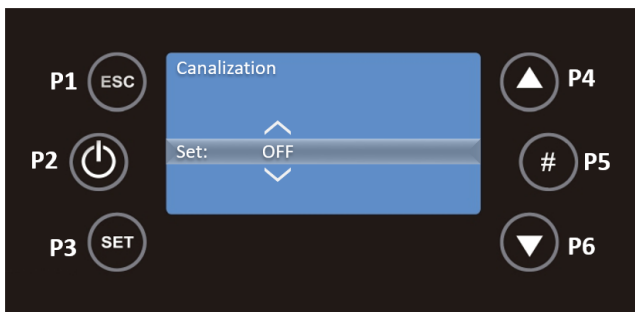 P1 ESC
P2
P3 SET
Canalization
Set: OFF
P4
# P5
P6